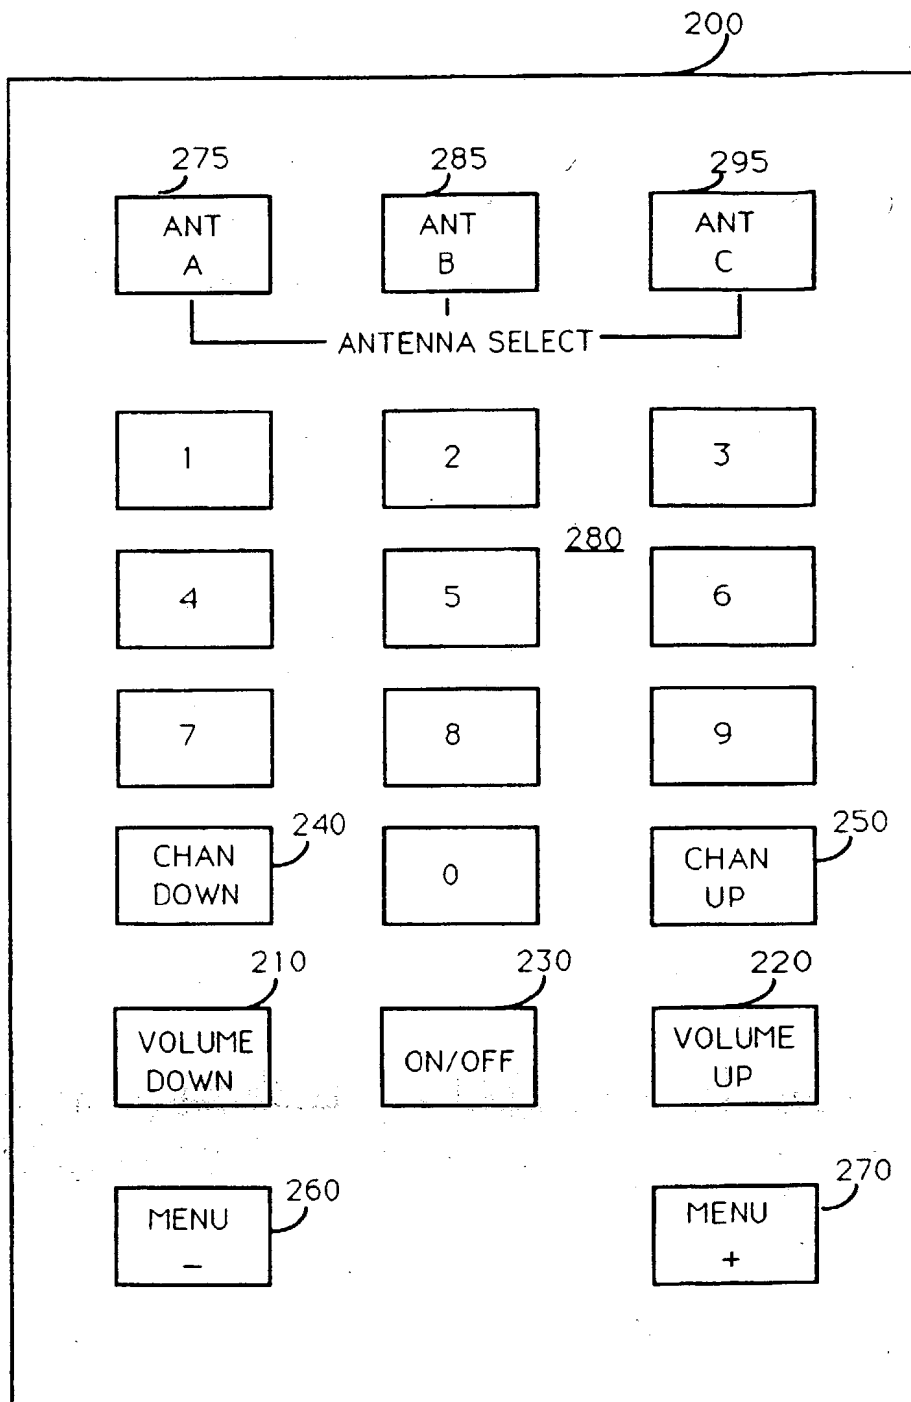 200
275 285 295
ANT A
ANT B
ANT C
ANTENNA SELECT
1 2 3
280
4 5 6
7 8 9
240 250
CHAN DOWN
0
CHAN UP
210 230 220
VOLUME DOWN
ON/OFF
VOLUME UP
260 270
MENU -
MENU +